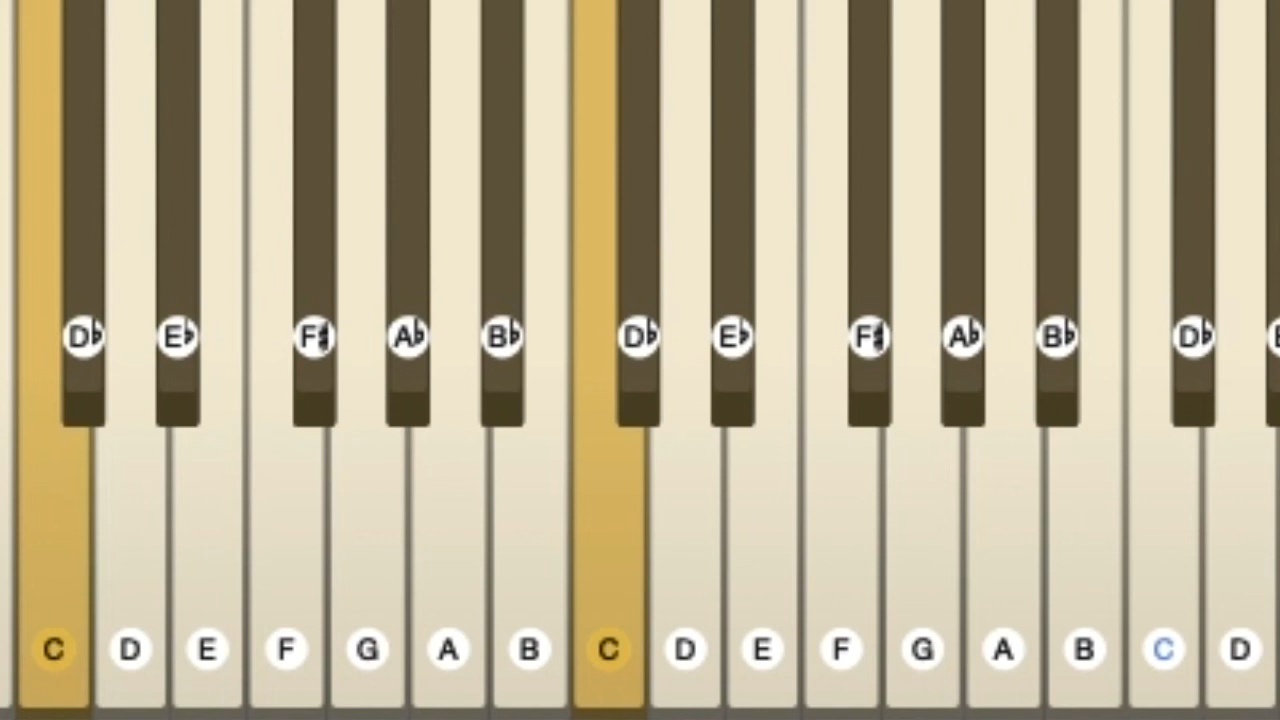 D♭ E♭ F♯ A♭ B♭ D♭ E♭ F♯ A♭ B♭ D♭
C D E F G A B C D E F G A B C D